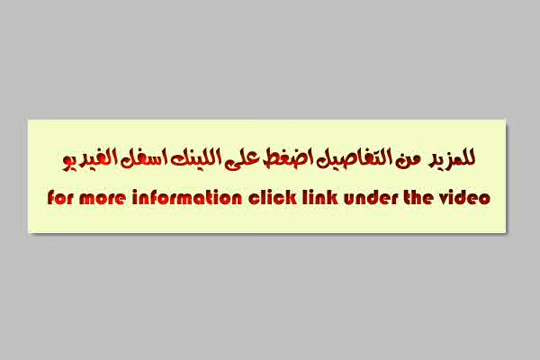 للمزيد من التفاصيل اضغط على اللينك اسفل الفيديو
for more information click link under the video